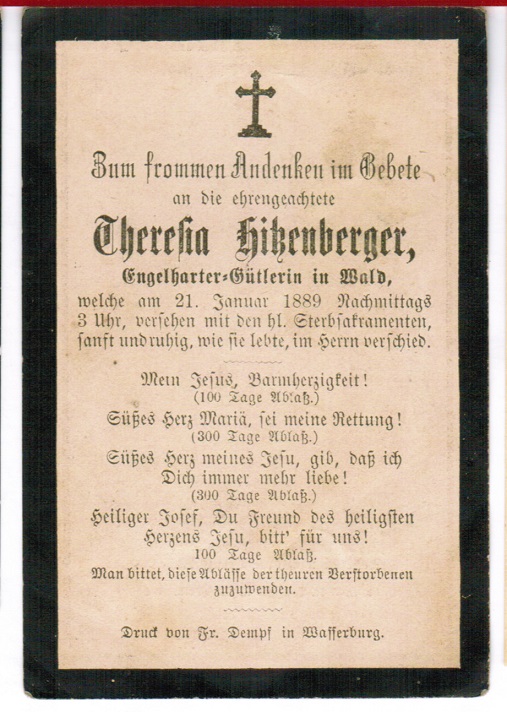 Zum frommen Andenken im Gebete
an die ehrengeachtete
Theresia Hitzenberger,
Engelharter-Gütlerin in Wald,
welche am 21. Januar 1889 Nachmittags
3 Uhr, versehen mit den hl. Sterbsakramenten,
sanft und ruhig, wie sie lebte, im Herrn verschied.
Mein Jesus, Barmherzigkeit!
(100 Tage Ablaß.)
Süßes Herz Mariä, sei meine Rettung!
(300 Tage Ablaß.)
Süßes Herz meines Jesu, gib, daß ich
Dich immer mehr liebe!
(300 Tage Ablaß.)
Heiliger Josef, Du Freund des heiligsten
Herzens Jesu, bitt' für uns!
100 Tage Ablaß.
Man bittet, diese Ablässe der theuren Verstorbenen
zuzuwenden.
Druck von Fr. Dempf in Wasserburg.